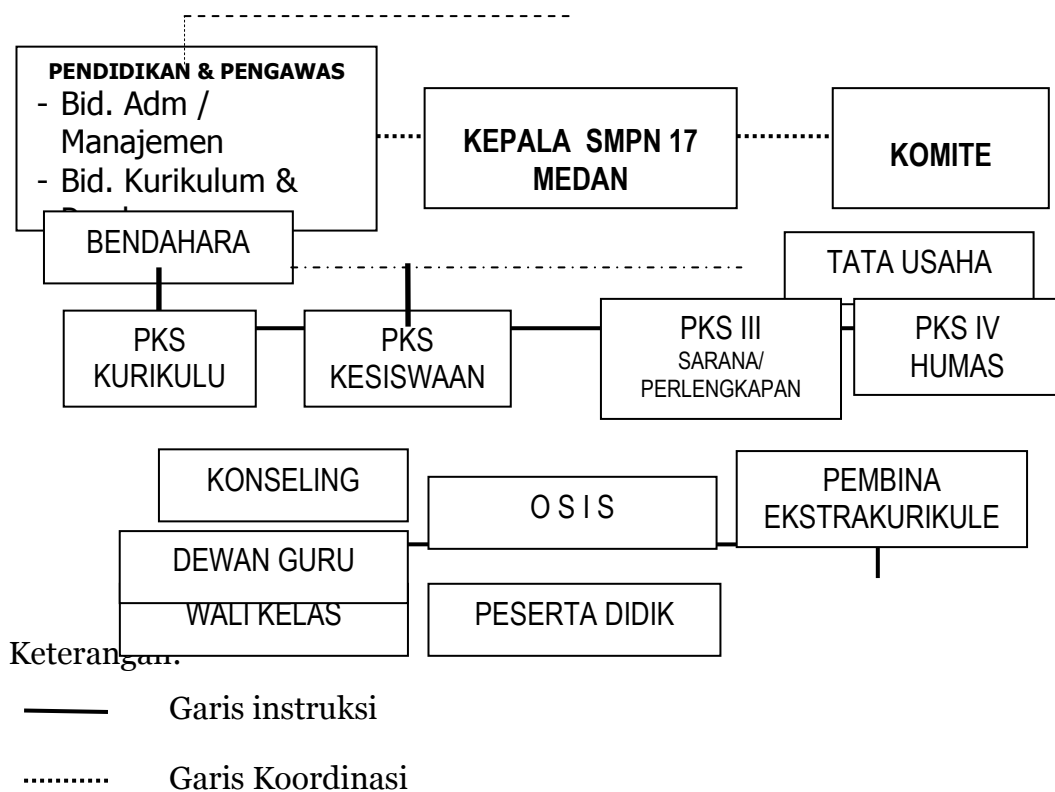 PENDIDIKAN & PENGAWAS
- Bid. Adm /
Manajemen
- Bid. Kurikulum &
KEPALA SMPN 17
MEDAN
KOMITE
BENDAHARA
TATA USAHA
PKS
KURIKULU
PKS
KESISWAAN
PKS III
SARANA/
PERLENGKAPAN
PKS IV
HUMAS
KONSELING
O S I S
PEMBINA
EKSTRAKURIKULE
DEWAN GURU
WALI KELAS
PESERTA DIDIK
Keterangan:
Garis instruksi
Garis Koordinasi